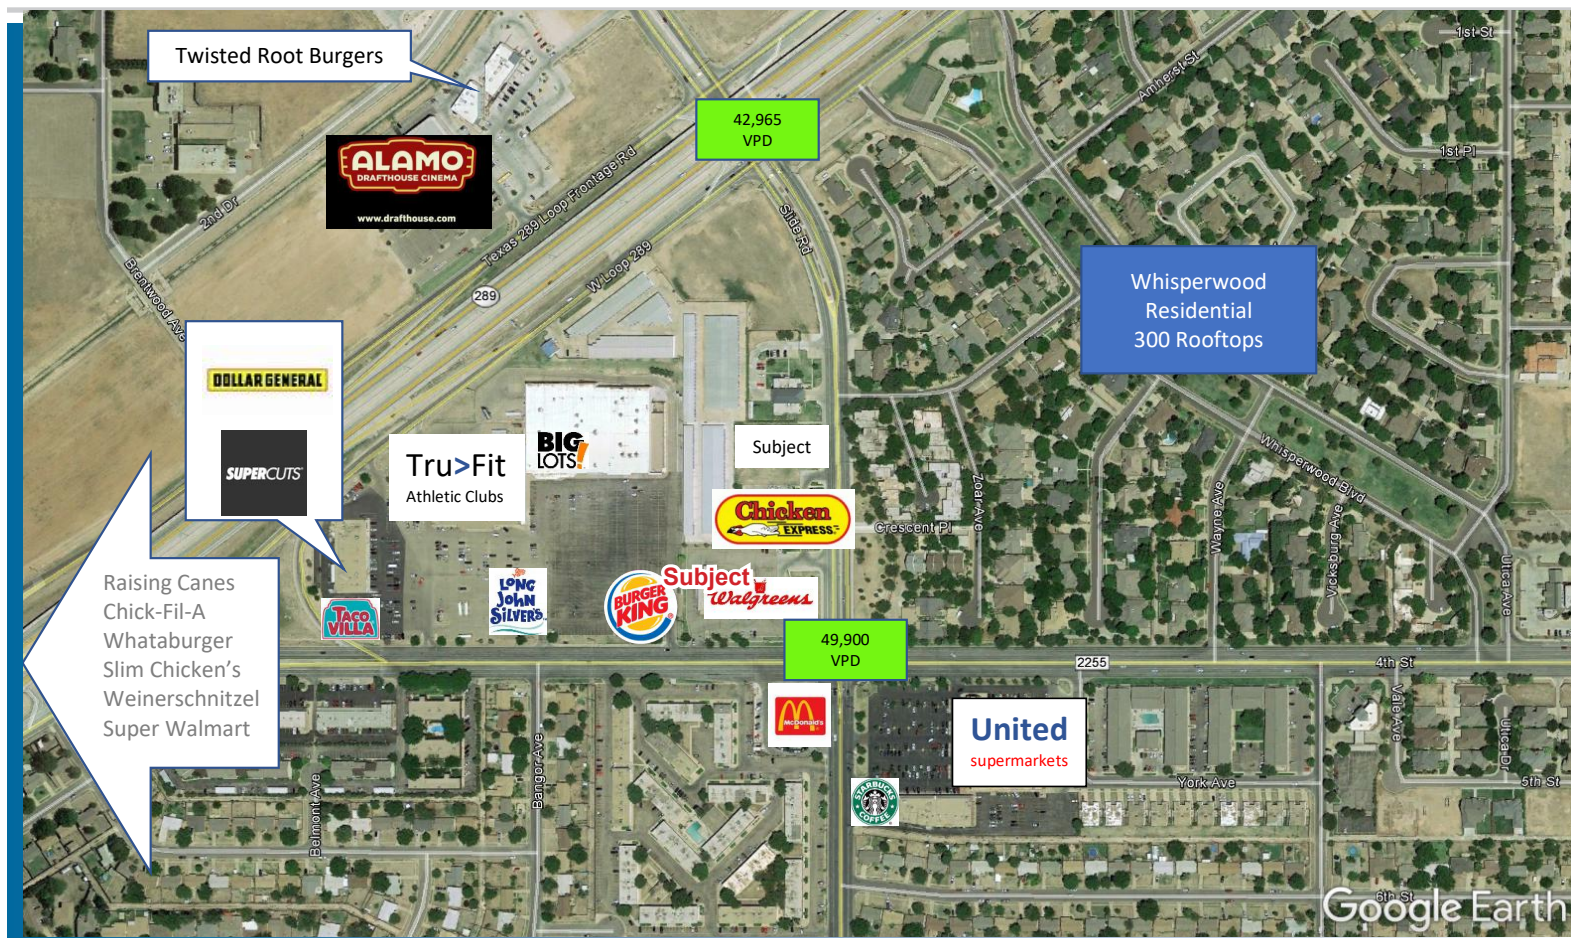 1st St
Twisted Root Burgers
Amherst St
42,965
VPD
1st Pl
ALAMO
DRAFTHOUSE CINEMA
www.drafthouse.com
2nd Dr
Texas 289 Loop Frontage Rd
Slide Rd
W Loop 289
289
Brentwood Ave
Whisperwood
Residential
300 Rooftops
DOLLAR GENERAL
SUPERCUTS
Tru>Fit
Athletic Clubs
BIG
LOTS!
Subject
Chicken
EXPRESS
Crescent Pl
Zoar Ave
Wayne Ave
Whisperwood Blvd
Vicksburg Ave
Utica Ave
Raising Canes
Chick-Fil-A
Whataburger
Slim Chicken's
Weinerschnitzel
Super Walmart
TACO
VILLA
LONG
JOHN
SILVER'S
BURGER
KING
Subject
Walgreens
49,900
VPD
2255
4th St
McDonald's
United
supermarkets
STARBUCKS
COFFEE
Belmont Ave
Bangor Ave
York Ave
Vale Ave
Utica Dr
5th St
6th St
Google Earth